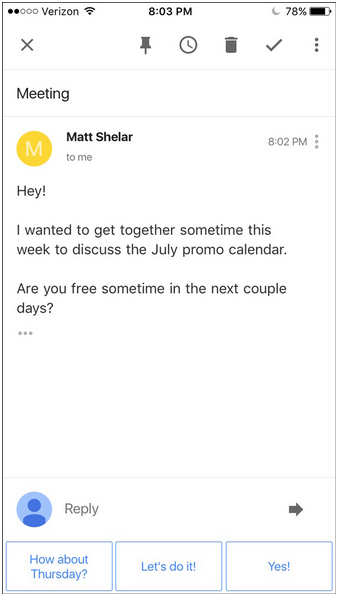 Verizon 8:03 PM 78%
Meeting
M
Matt Shelar 8:02 PM
to me
Hey!
I wanted to get together sometime this
week to discuss the July promo calendar.
Are you free sometime in the next couple
days?
Reply
How about
Thursday?
Let's do it!
Yes!